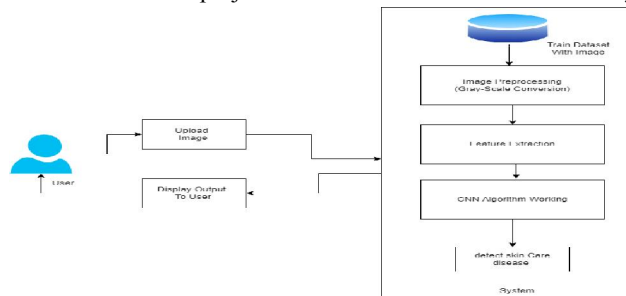 proj
Train Dataset
With Image
Image Preprocessing
(Gray-Scale Conversion)
Upload
Image
Feature Extraction
User
Display Output
To User
CNN Algorithm Working
detect skin Care
disease
System